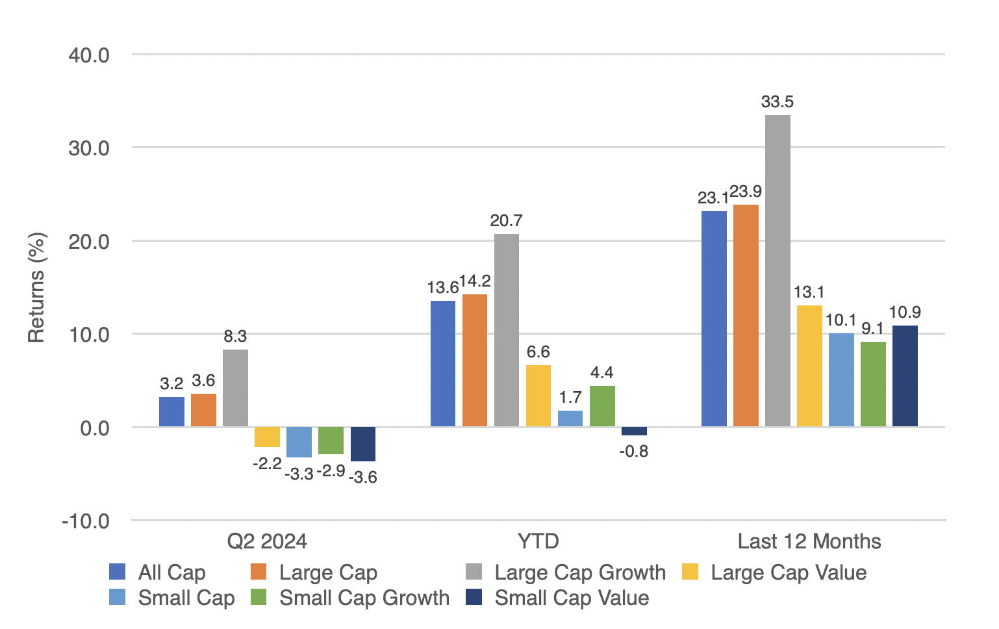 40.0
33.5
30.0
23.1 23.9
20.7
20.0
13.6 14.2
13.1
10.0
8.3
10.1 9.1 10.9
6.6
4.4
3.2 3.6
1.7
0.0
-0.8
-2.2 -3.3 -2.9 -3.6
-10.0
Returns (%)
Q2 2024 YTD Last 12 Months
All Cap Large Cap Large Cap Growth Large Cap Value
Small Cap Small Cap Growth Small Cap Value